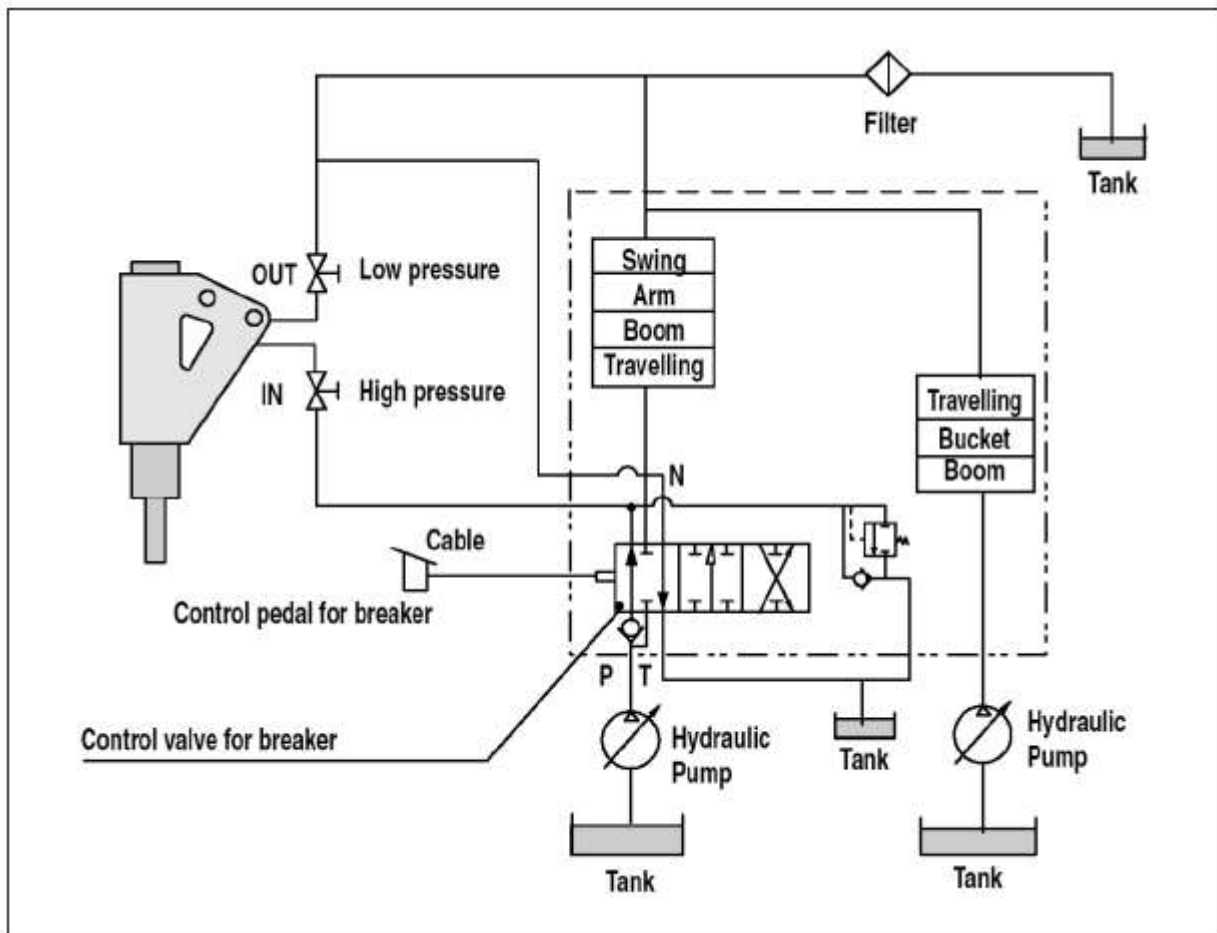 Filter
Tank
OUT
Low pressure
Swing
Arm
Boom
Travelling
IN
High pressure
Travelling
Bucket
Boom
N
Cable
Control pedal for breaker
P
T
Control valve for breaker
Hydraulic
Pump
Tank
Hydraulic
Pump
Tank
Tank